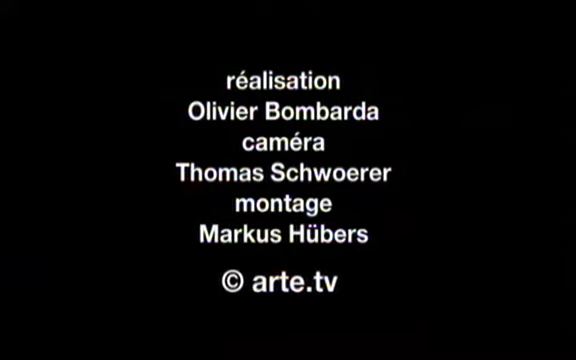 réalisation
Olivier Bombarda
caméra
Thomas Schwoerer
montage
Markus Hübers
© arte.tv